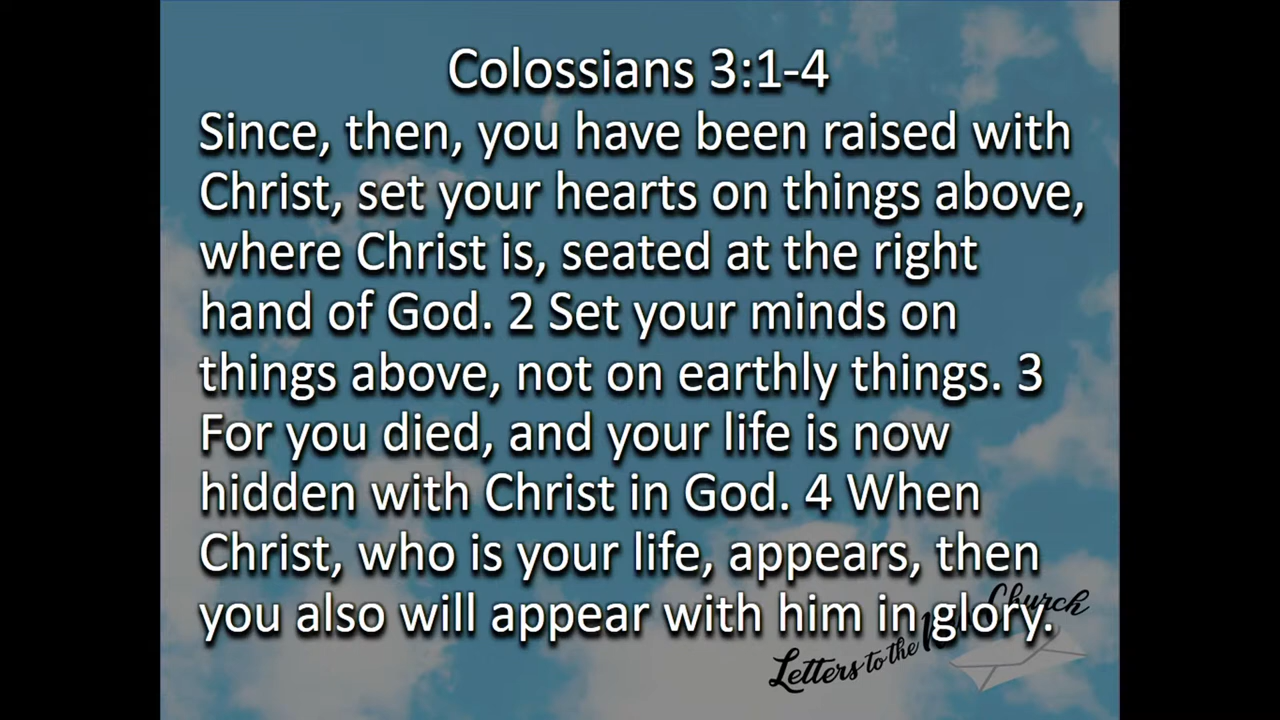 Colossians 3:1-4
Since, then, you have been raised with
Christ, set your hearts on things above,
where Christ is, seated at the right
hand of God. 2 Set your minds on
things above, not on earthly things. 3
For you died, and your life is now
hidden with Christ in God. 4 When
Christ, who is your life, appears, then
you also will appear with him in glory.
Letters to the Church